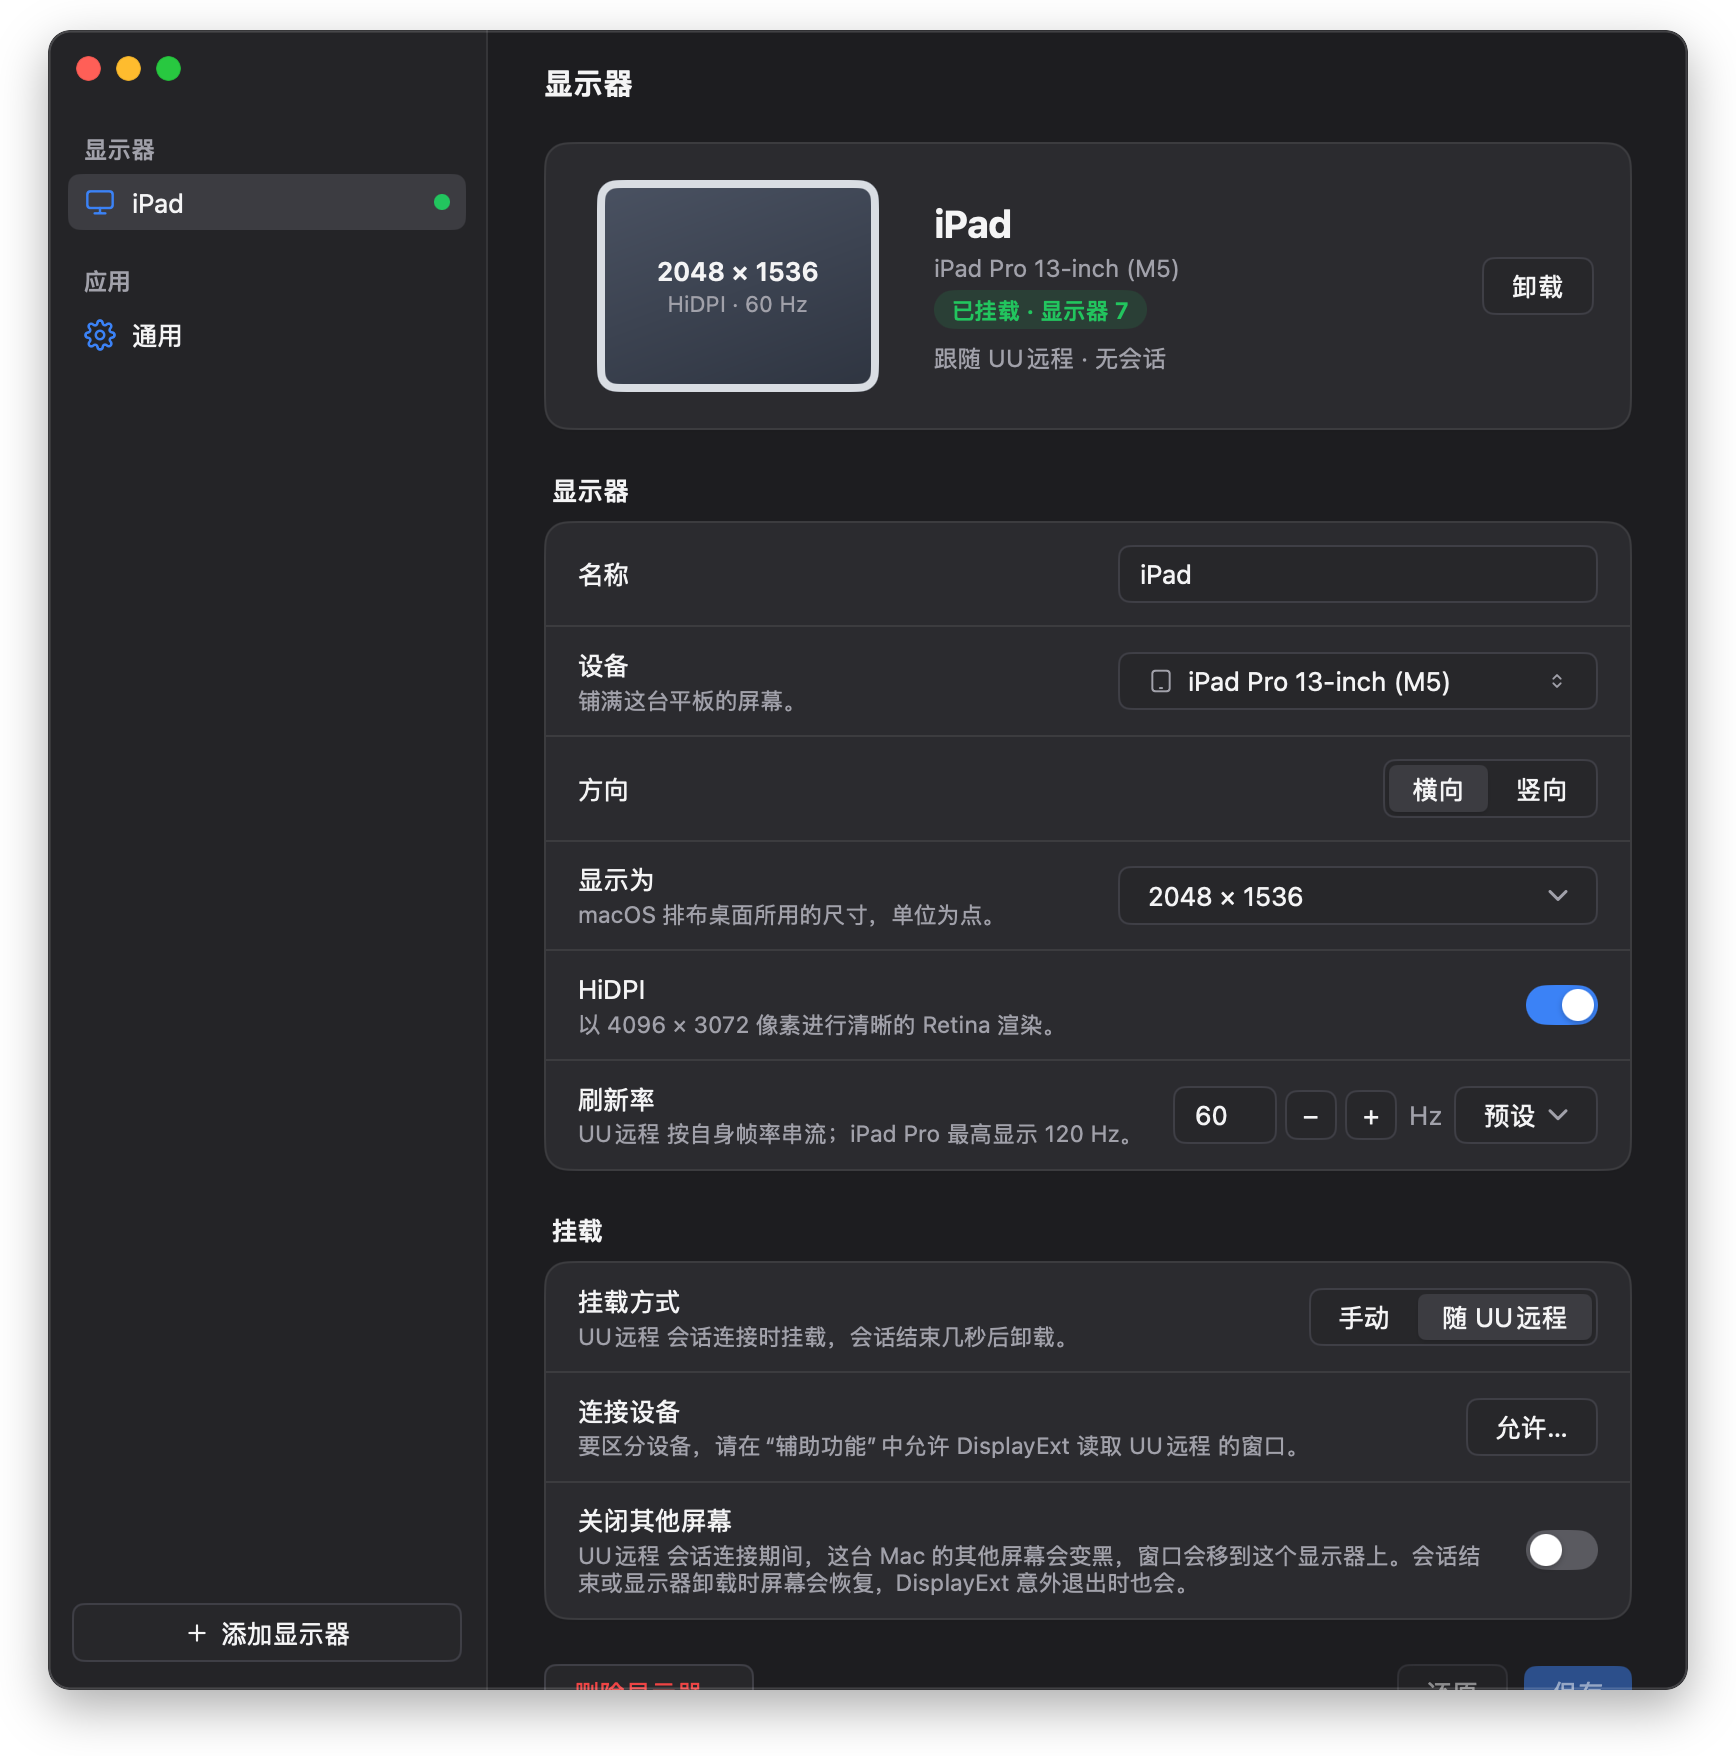 显示器
iPad
应用
通用
添加显示器
显示器
2048 × 1536
HiDPI · 60 Hz
iPad
iPad Pro 13-inch (M5)
已挂载 · 显示器 7
跟随 UU远程 · 无会话
卸载
显示器
名称
iPad
设备
铺满这台平板的屏幕。
iPad Pro 13-inch (M5)
方向
横向
竖向
显示为
macOS 排布桌面所用的尺寸，单位为点。
2048 × 1536
HiDPI
以 4096 × 3072 像素进行清晰的 Retina 渲染。
刷新率
UU远程 按自身帧率串流；iPad Pro 最高显示 120 Hz。
60
−
+
Hz
预设
挂载
挂载方式
UU远程 会话连接时挂载，会话结束几秒后卸载。
手动
随 UU远程
连接设备
要区分设备，请在 “辅助功能” 中允许 DisplayExt 读取 UU远程 的窗口。
允许...
关闭其他屏幕
UU远程 会话连接期间，这台 Mac 的其他屏幕会变黑，窗口会移到这个显示器上。会话结
束或显示器卸载时屏幕会恢复，DisplayExt 意外退出时也会。
删除显示器
还原
保存